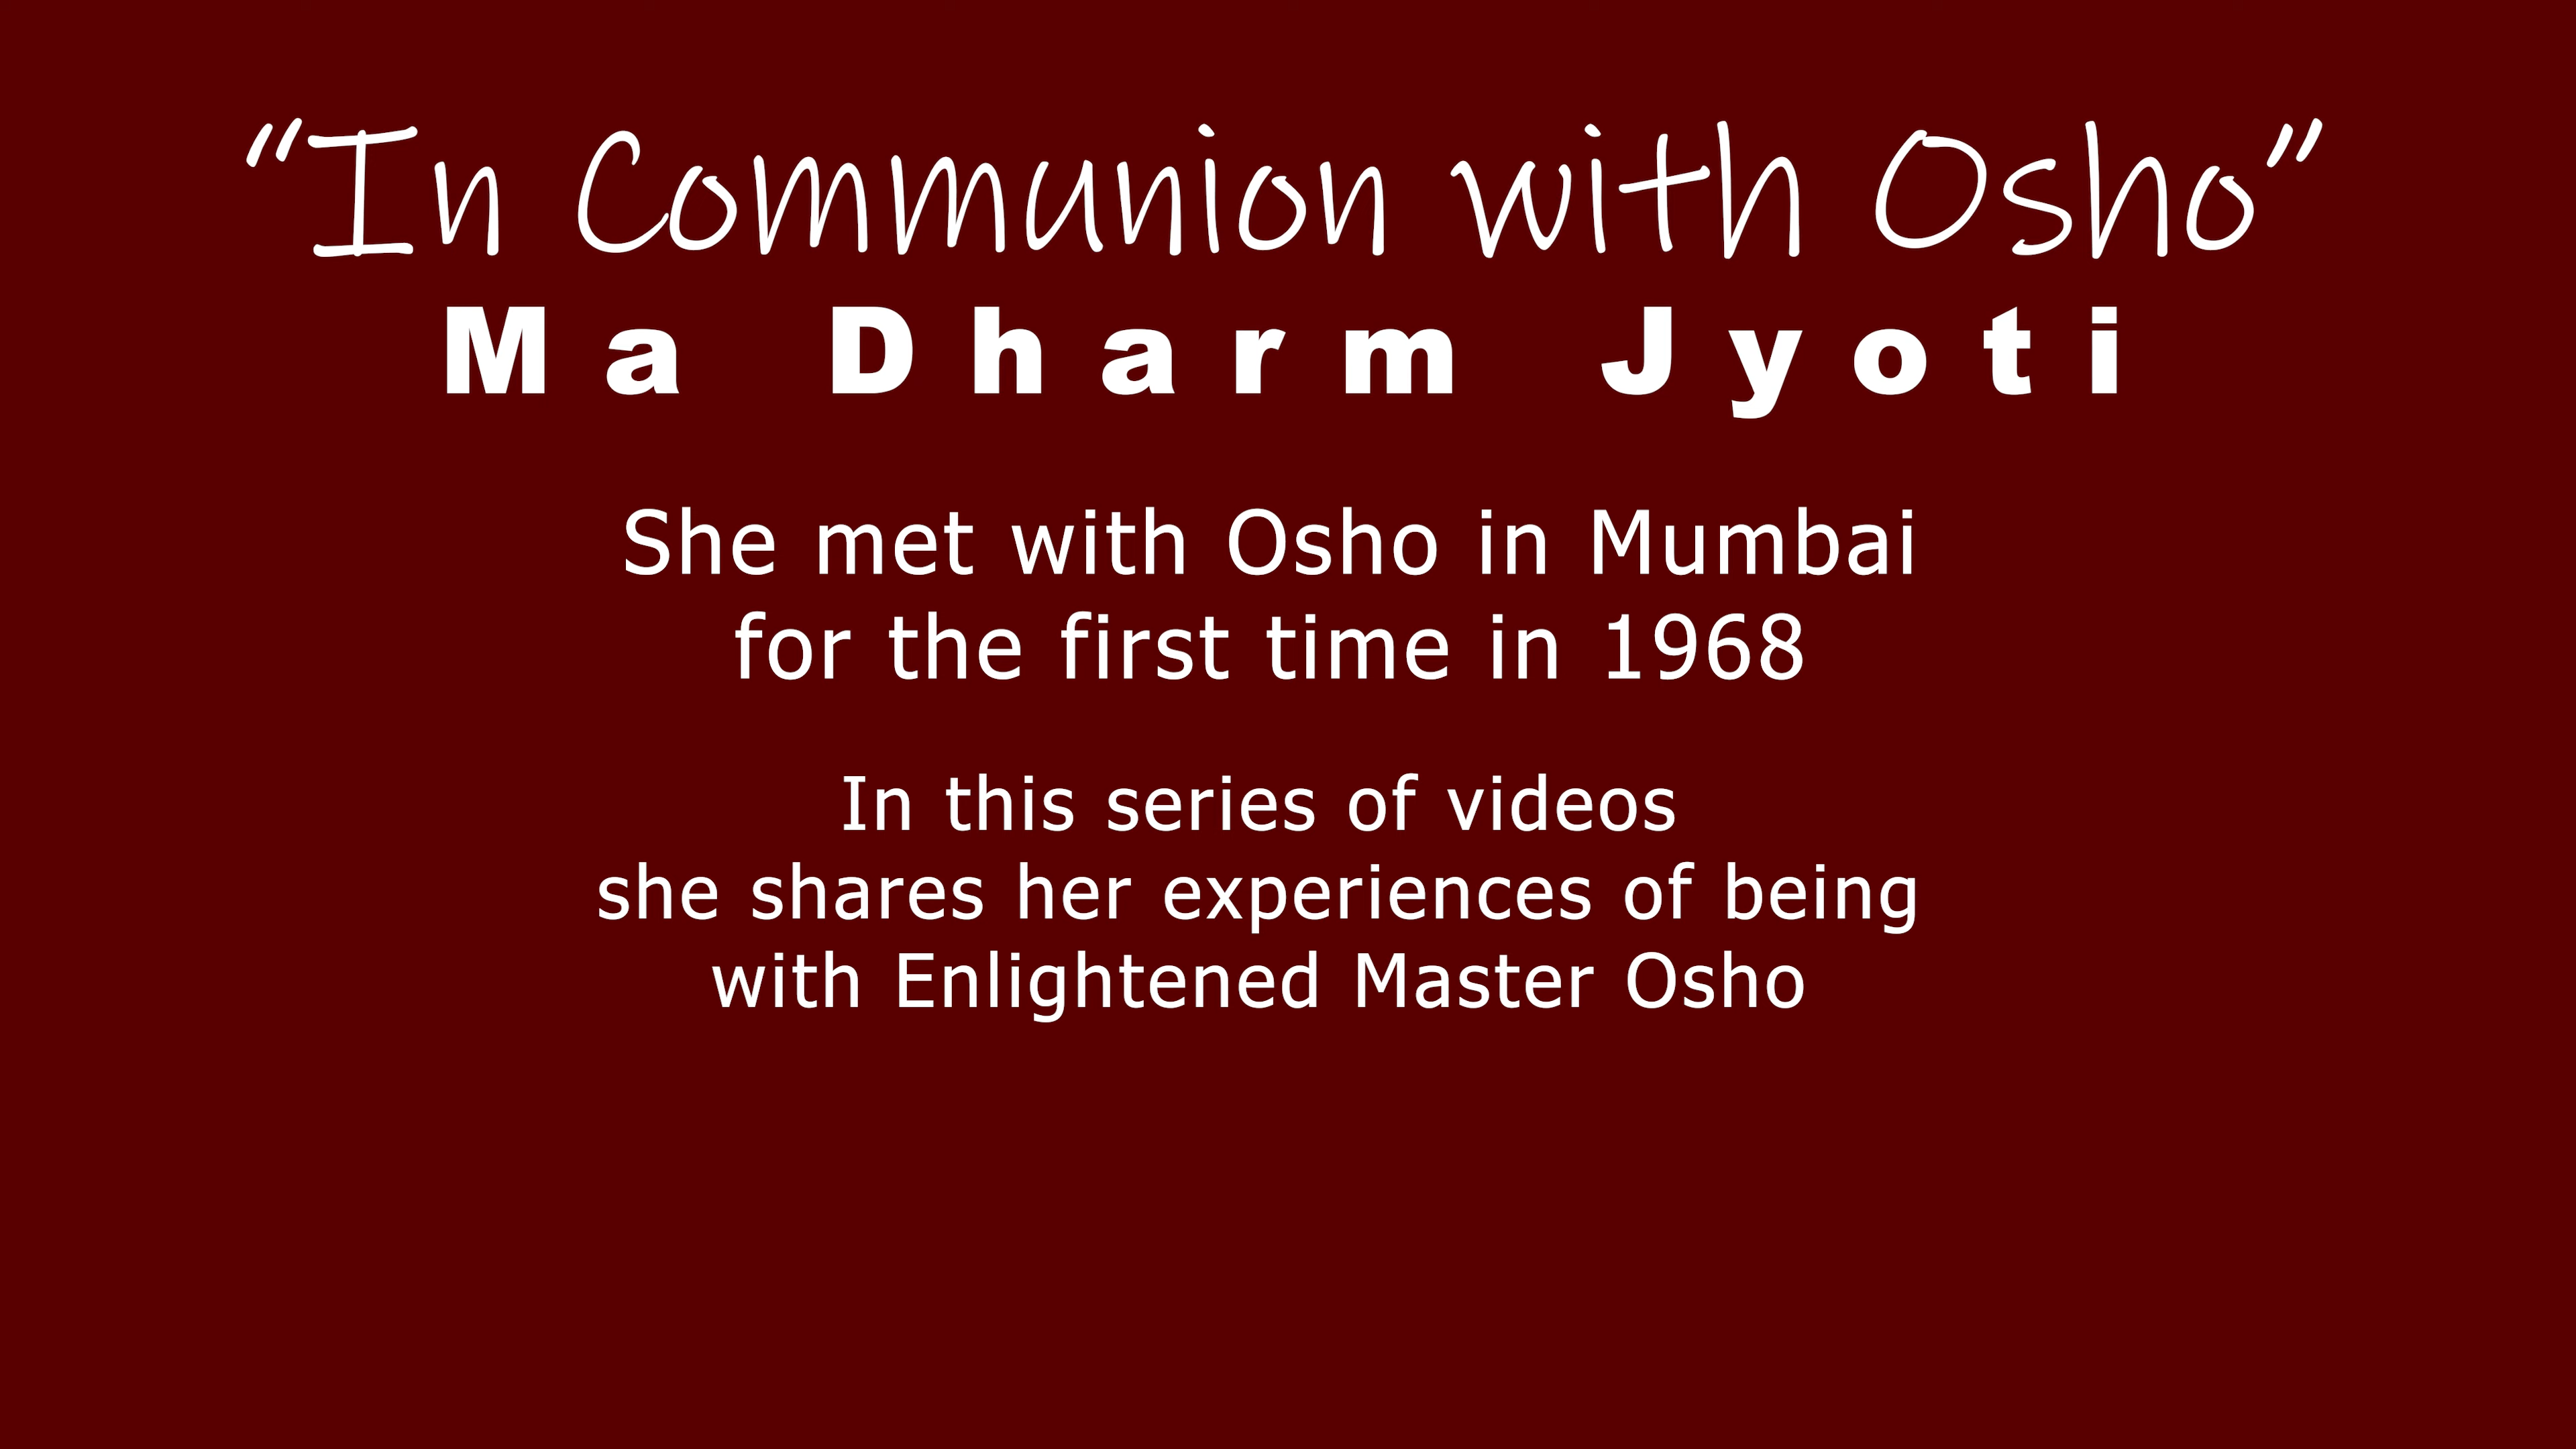 “In Communion with Osho”
Ma Dharm Jyoti
She met with Osho in Mumbai
for the first time in 1968
In this series of videos
she shares her experiences of being
with Enlightened Master Osho